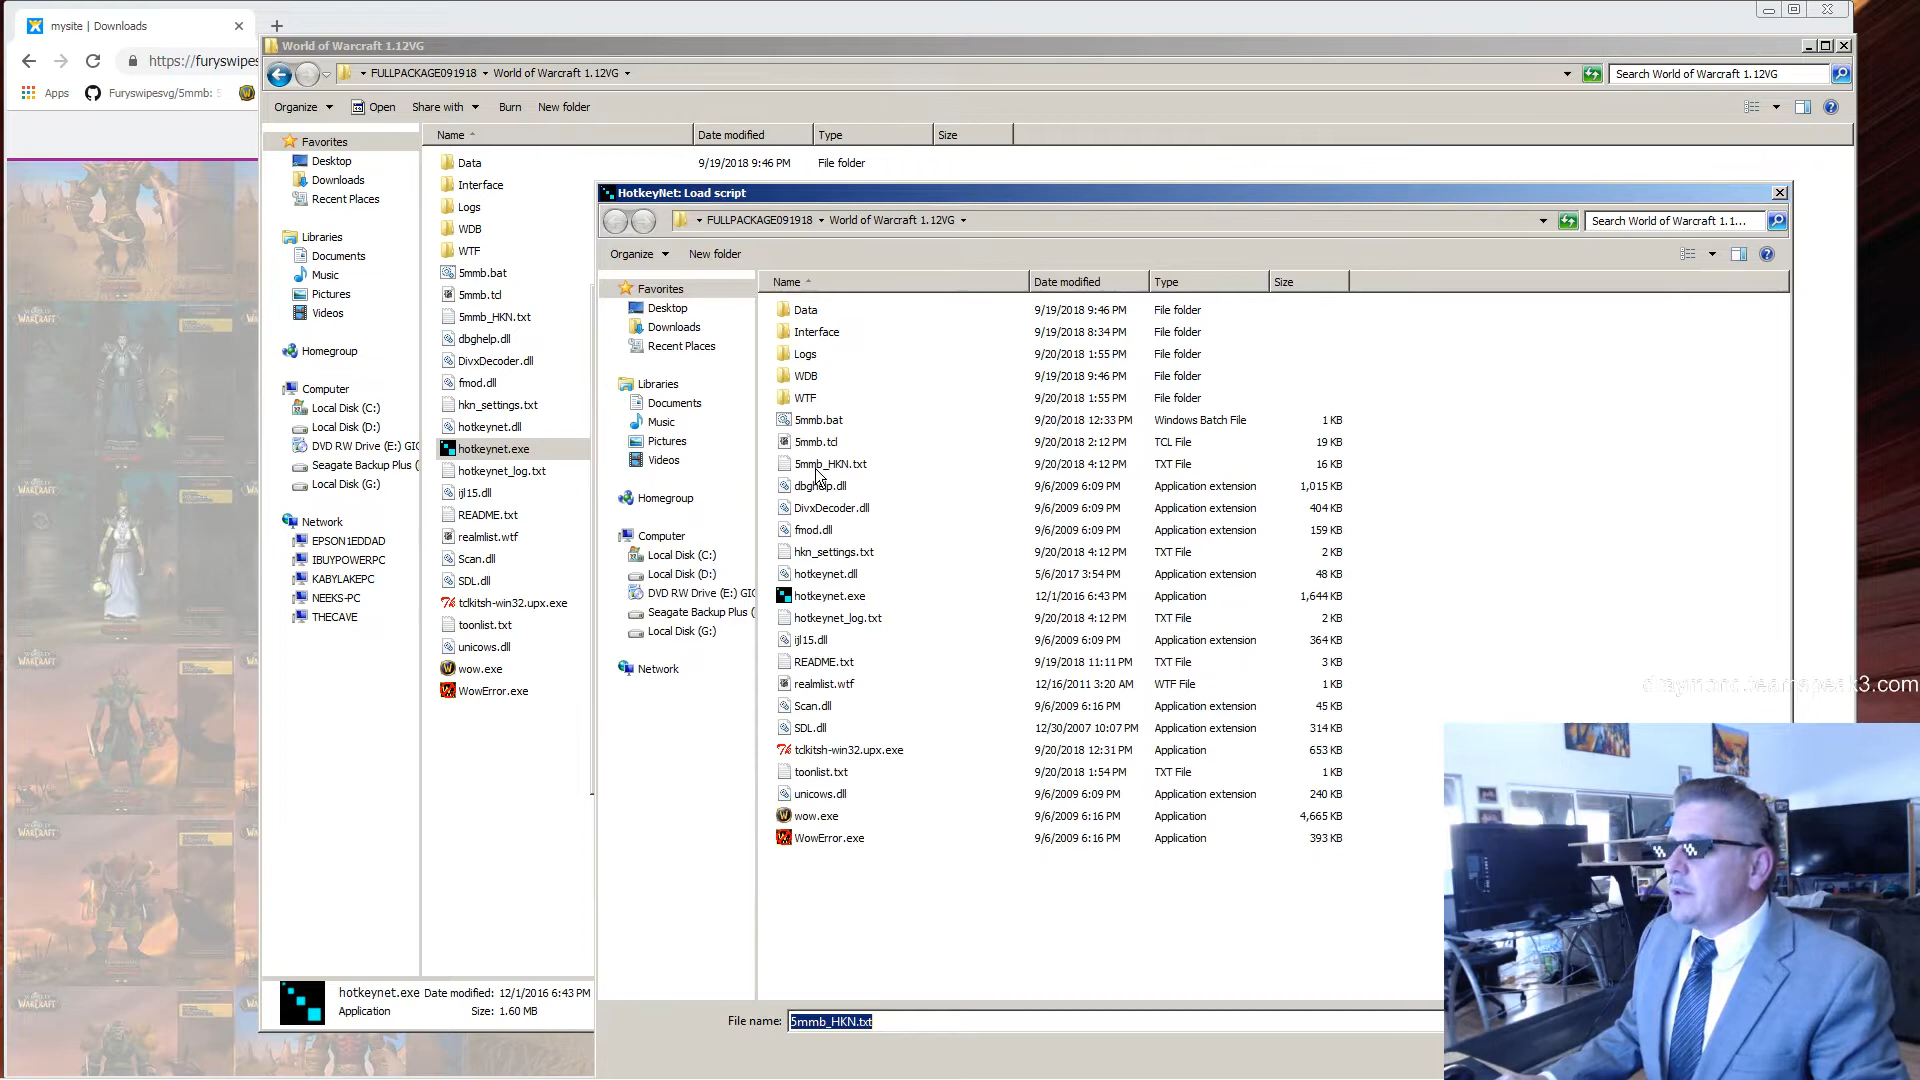 mysite | Downloads
https://furyswipes
Apps
Furyswipesvg/5mmb: 5
World of Warcraft 1.12VG
FULLPACKAGE091918
World of Warcraft 1.12VG
Search World of Warcraft 1.12VG
Organize
Open
Share with
Burn
New folder
Name
Date modified
Type
Size
Favorites
Desktop
Downloads
Recent Places
Libraries
Documents
Music
Pictures
Videos
Homegroup
Computer
Local Disk (C:)
Local Disk (D:)
DVD RW Drive (E:) GIG
Seagate Backup Plus (
Local Disk (G:)
Network
EPSON1EDDAD
IBUYPOWERPC
KABYLAKEPC
NEEKS-PC
THECAVE
Data 9/19/2018 9:46 PM File folder
Interface
Logs
WDB
WTF
5mmb.bat
5mmb.tcl
5mmb_HKN.txt
dbghelp.dll
DivxDecoder.dll
fmod.dll
hkn_settings.txt
hotkeynet.dll
hotkeynet.exe
hotkeynet_log.txt
ijl15.dll
README.txt
realmlist.wtf
Scan.dll
SDL.dll
tclkitsh-win32.upx.exe
toonlist.txt
unicows.dll
wow.exe
WowError.exe
hotkeynet.exe Date modified: 12/1/2016 6:43 PM
Application Size: 1.60 MB
HotkeyNet: Load script
FULLPACKAGE091918
World of Warcraft 1.12VG
Search World of Warcraft 1.1...
Organize
New folder
Name
Date modified
Type
Size
Favorites
Desktop
Downloads
Recent Places
Libraries
Documents
Music
Pictures
Videos
Homegroup
Computer
Local Disk (C:)
Local Disk (D:)
DVD RW Drive (E:) GIG
Seagate Backup Plus (
Local Disk (G:)
Network
Data 9/19/2018 9:46 PM File folder
Interface 9/19/2018 8:34 PM File folder
Logs 9/20/2018 1:55 PM File folder
WDB 9/19/2018 9:46 PM File folder
WTF 9/20/2018 1:55 PM File folder
5mmb.bat 9/20/2018 12:33 PM Windows Batch File 1 KB
5mmb.tcl 9/20/2018 2:12 PM TCL File 19 KB
5mmb_HKN.txt 9/20/2018 4:12 PM TXT File 16 KB
dbghelp.dll 9/6/2009 6:09 PM Application extension 1,015 KB
DivxDecoder.dll 9/6/2009 6:09 PM Application extension 404 KB
fmod.dll 9/6/2009 6:09 PM Application extension 159 KB
hkn_settings.txt 9/20/2018 4:12 PM TXT File 2 KB
hotkeynet.dll 5/6/2017 3:54 PM Application extension 48 KB
hotkeynet.exe 12/1/2016 6:43 PM Application 1,644 KB
hotkeynet_log.txt 9/20/2018 4:12 PM TXT File 2 KB
ijl15.dll 9/6/2009 6:09 PM Application extension 364 KB
README.txt 9/19/2018 11:11 PM TXT File 3 KB
realmlist.wtf 12/16/2011 3:20 AM WTF File 1 KB
Scan.dll 9/6/2009 6:16 PM Application extension 45 KB
SDL.dll 12/30/2007 10:07 PM Application extension 314 KB
tclkitsh-win32.upx.exe 9/20/2018 12:31 PM Application 653 KB
toonlist.txt 9/20/2018 1:54 PM TXT File 1 KB
unicows.dll 9/6/2009 6:09 PM Application extension 240 KB
wow.exe 9/6/2009 6:16 PM Application 4,665 KB
WowError.exe 9/6/2009 6:16 PM Application 393 KB
File name: 5mmb_HKN.txt
draymond.teamspeak3.com